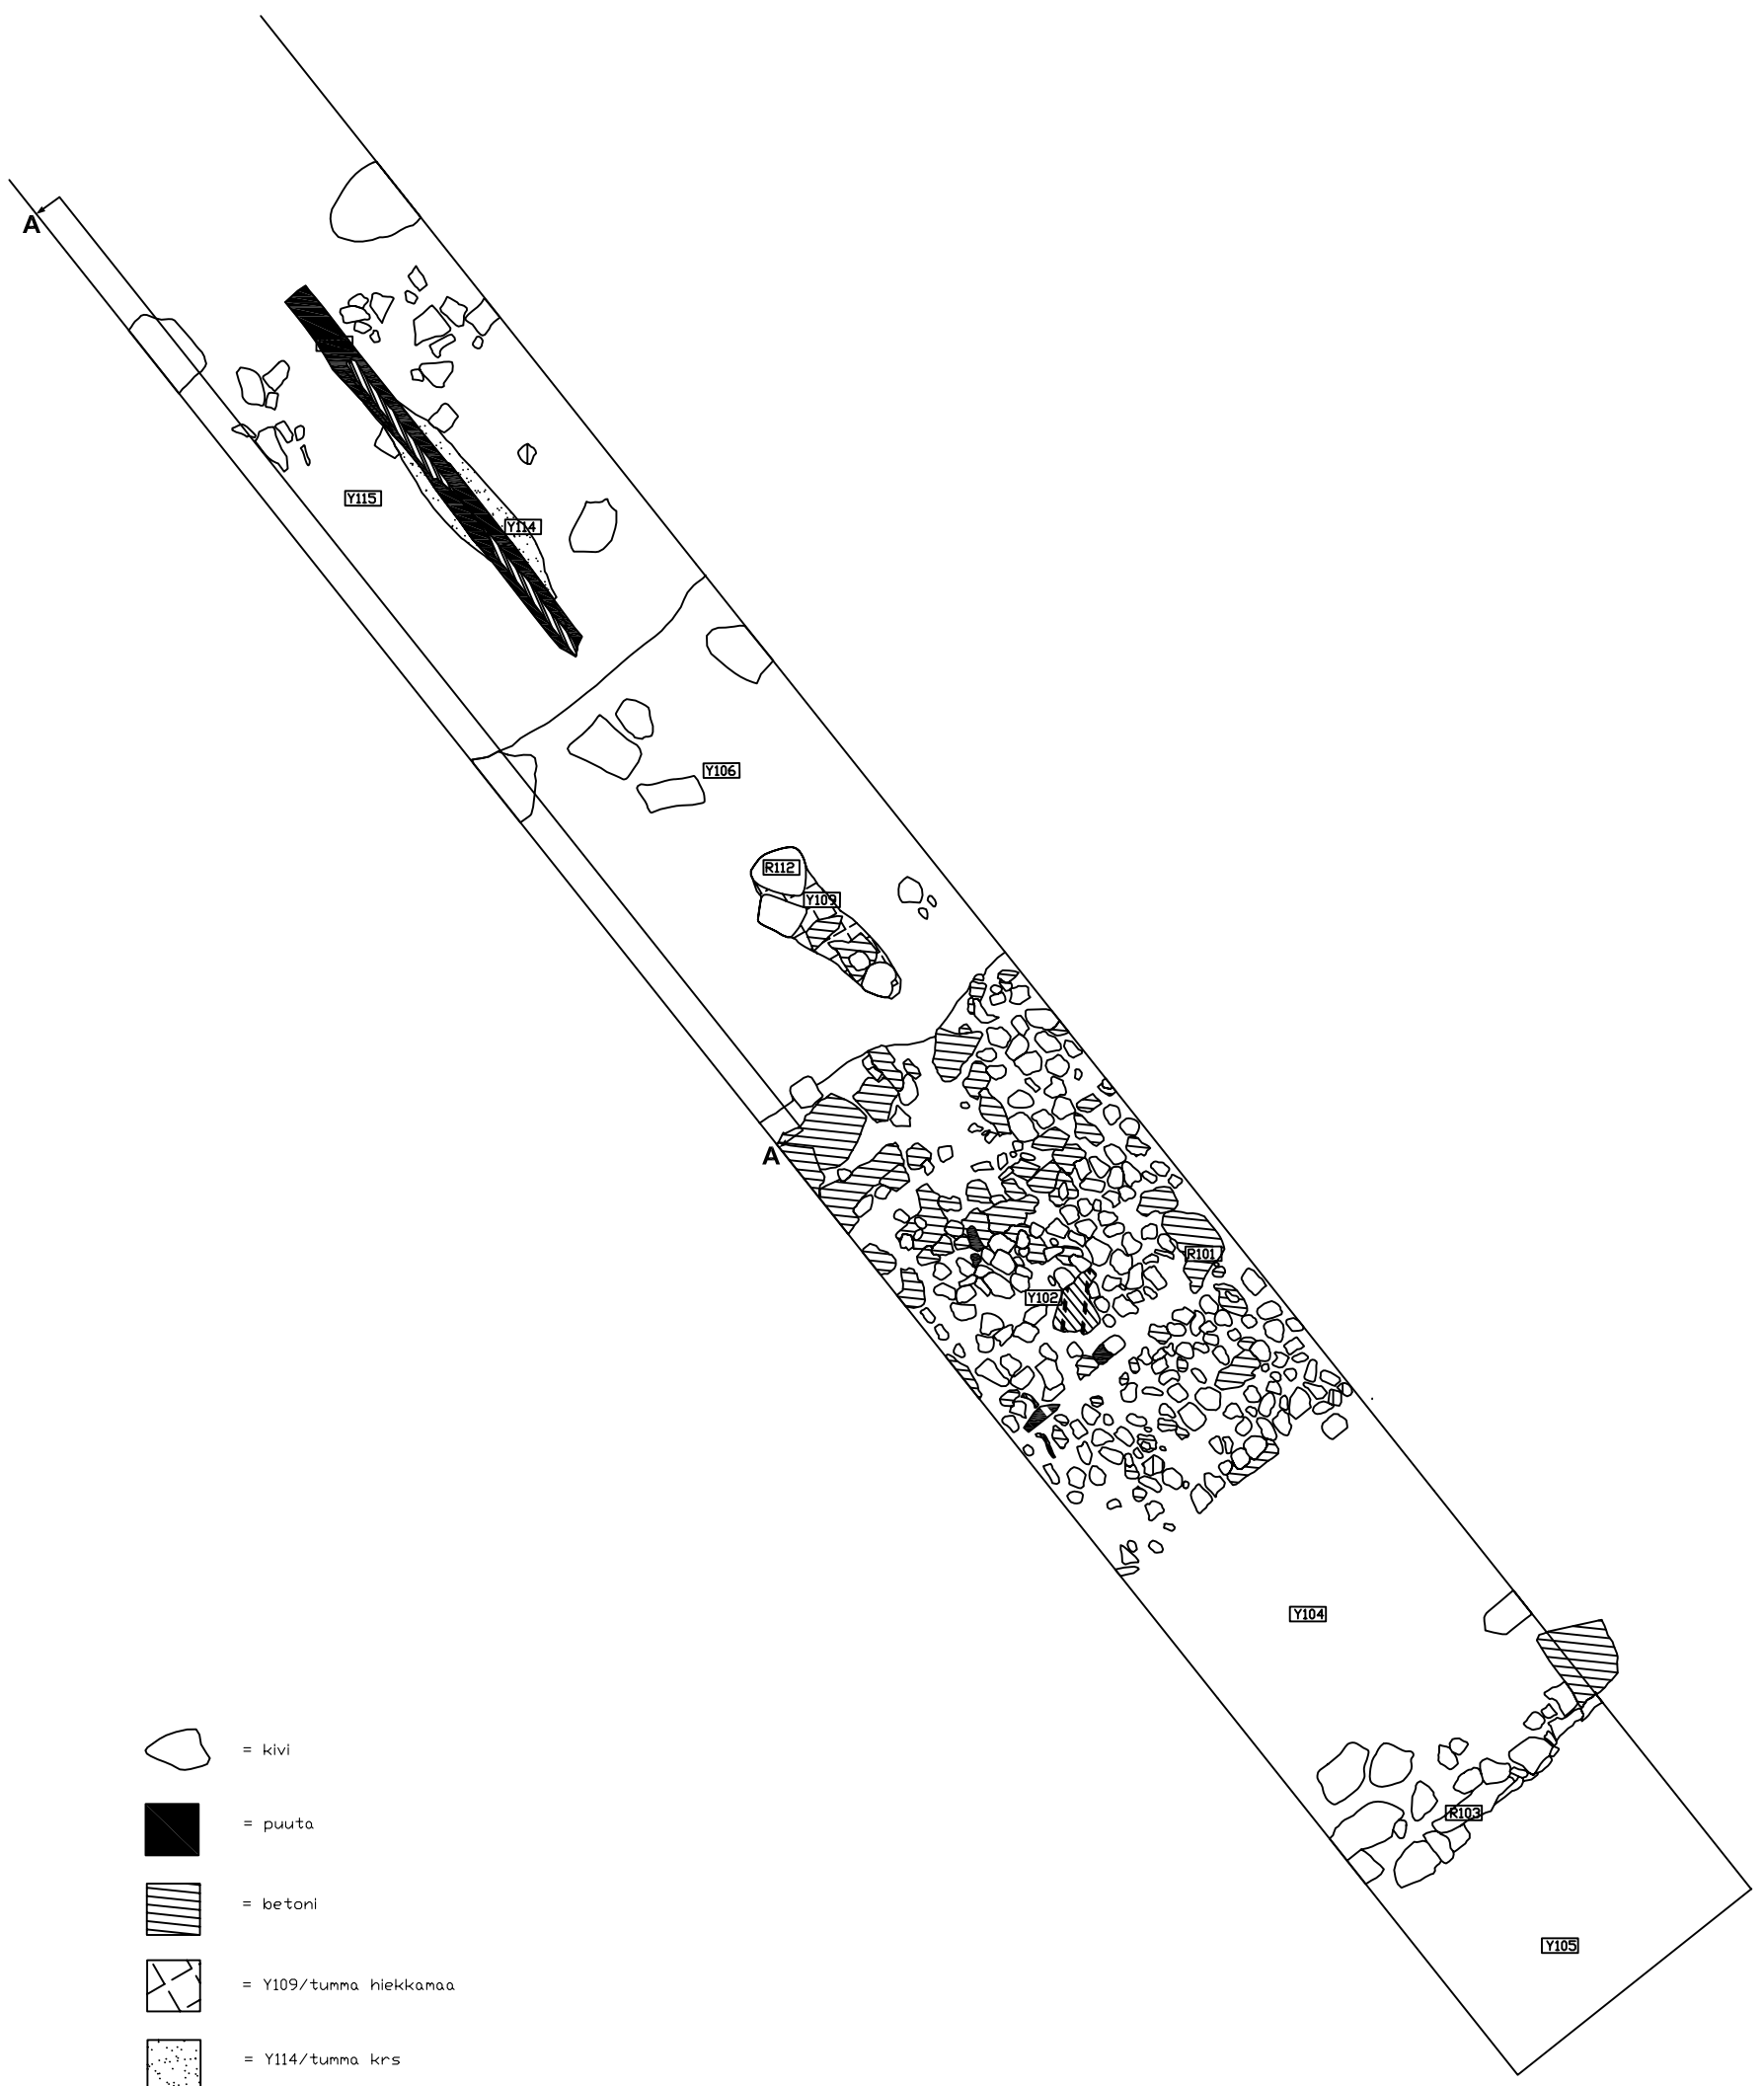 A
Y115
Y114
Y106
R112
Y109
A
R101
Y102
Y104
R103
Y105
= kivi
= puuta
= betoni
= Y109/tumma hiekkamaa
= Y114/tumma krs